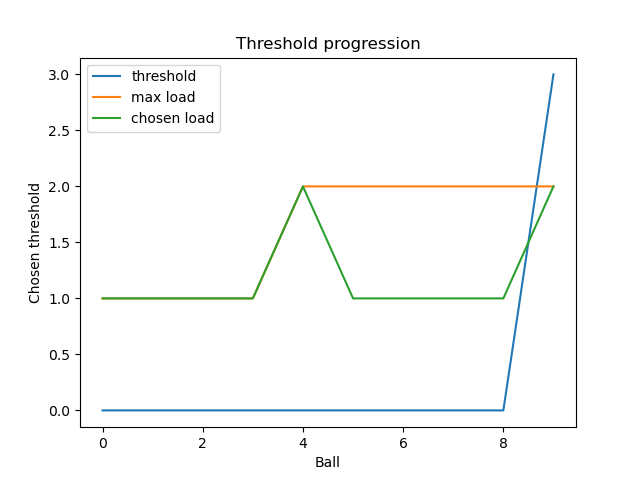 Threshold progression
threshold
max load
chosen load
3.0
2.5
2.0
1.5
1.0
0.5
0.0
Chosen threshold
0 2 4 6 8
Ball